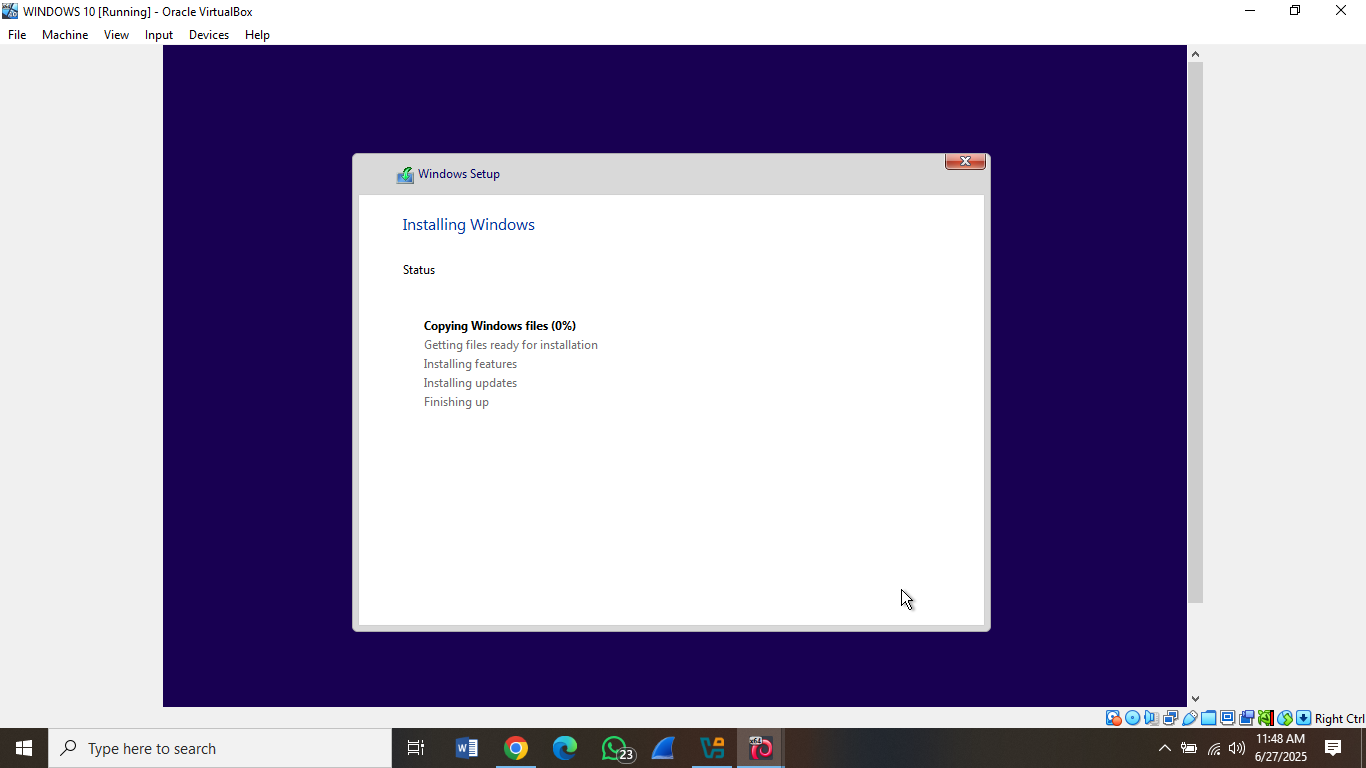 WINDOWS 10 [Running] - Oracle VirtualBox
File Machine View Input Devices Help
Windows Setup
Installing Windows
Status
Copying Windows files (0%)
Getting files ready for installation
Installing features
Installing updates
Finishing up
Right Ctrl
Type here to search
23
11:48 AM
6/27/2025